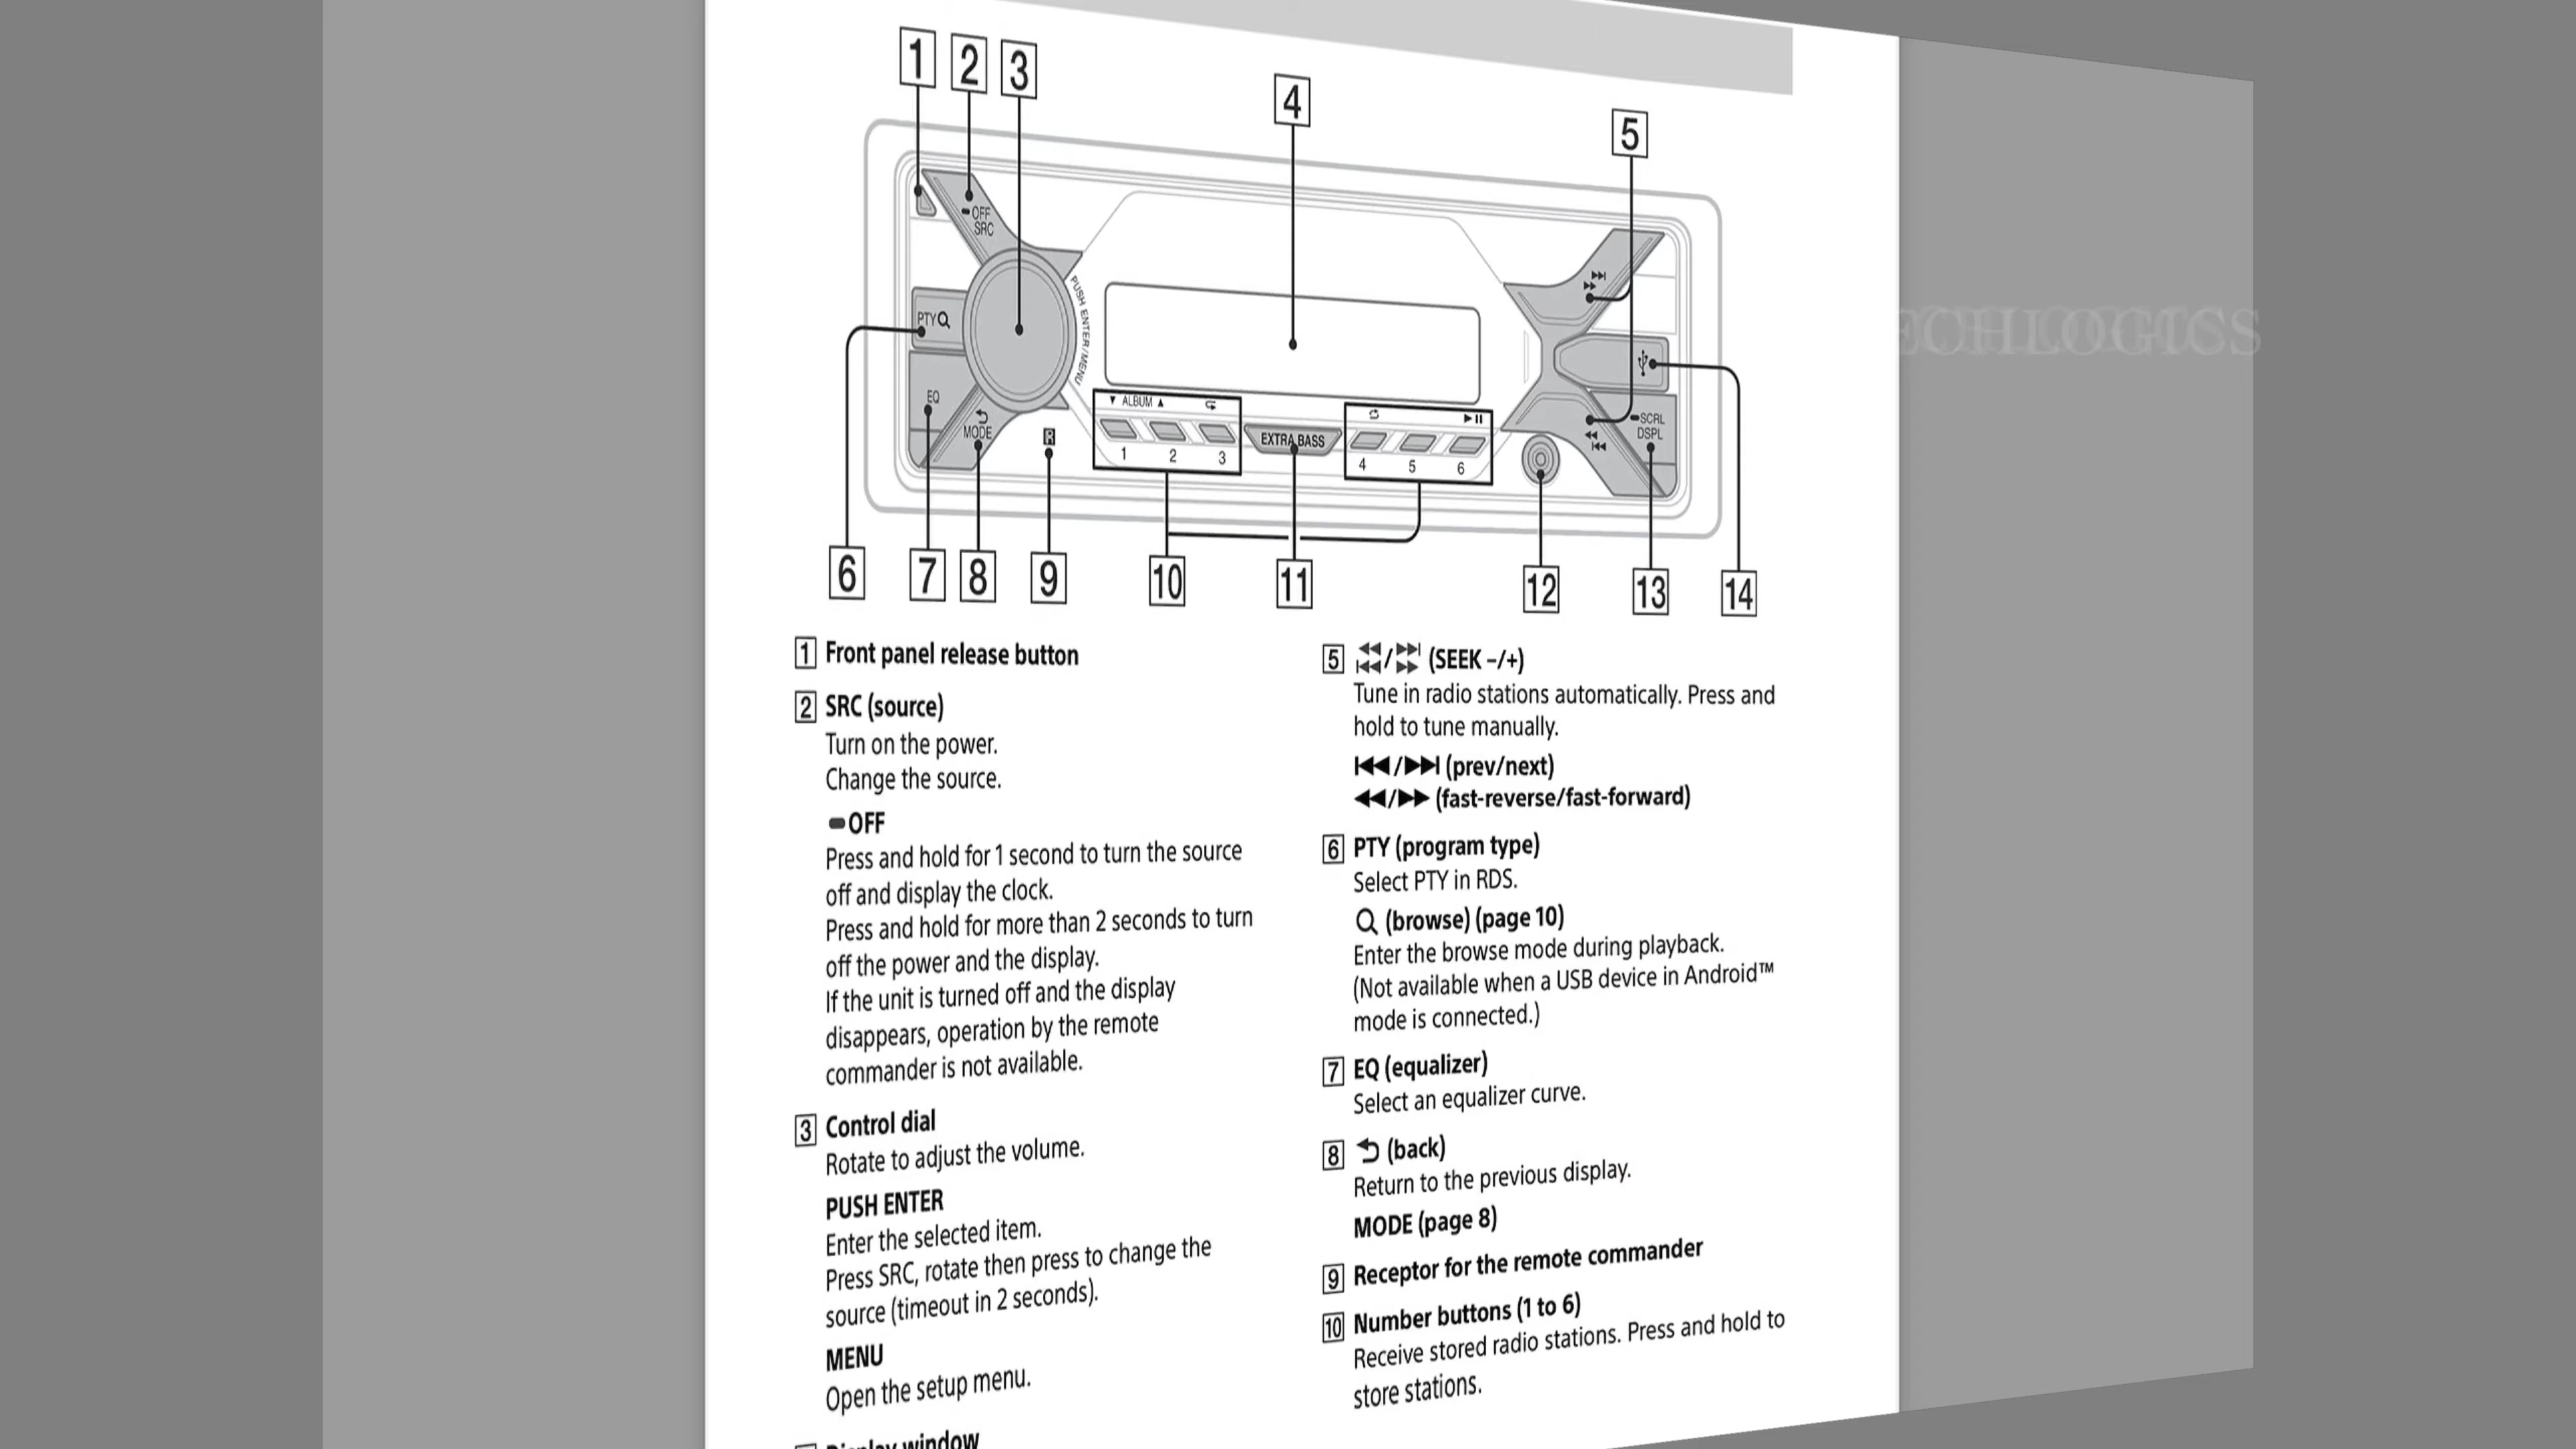 1 2 3
4
5
OFF
SRC
PUSH ENTER/MENU
PTY
EQ
MODE
R
▼ ALBUM ▲
1 2 3
EXTRA BASS
4 5 6
SCRL
DSPL
6 7 8 9 10 11 12 13 14
ECHLOGICS
1 Front panel release button
2 SRC (source)
Turn on the power.
Change the source.
OFF
Press and hold for 1 second to turn the source
off and display the clock.
Press and hold for more than 2 seconds to turn
off the power and the display.
If the unit is turned off and the display
disappears, operation by the remote
commander is not available.
3 Control dial
Rotate to adjust the volume.
PUSH ENTER
Enter the selected item.
Press SRC, rotate then press to change the
source (timeout in 2 seconds).
MENU
Open the setup menu.
Display window
5 ◀◀/▶▶I I◀◀/▶▶ (SEEK –/+)
Tune in radio stations automatically. Press and
hold to tune manually.
I◀◀/▶▶I (prev/next)
◀◀/▶▶ (fast-reverse/fast-forward)
6 PTY (program type)
Select PTY in RDS.
(browse) (page 10)
Enter the browse mode during playback.
(Not available when a USB device in Android™
mode is connected.)
7 EQ (equalizer)
Select an equalizer curve.
8 (back)
Return to the previous display.
MODE (page 8)
9 Receptor for the remote commander
10 Number buttons (1 to 6)
Receive stored radio stations. Press and hold to
store stations.